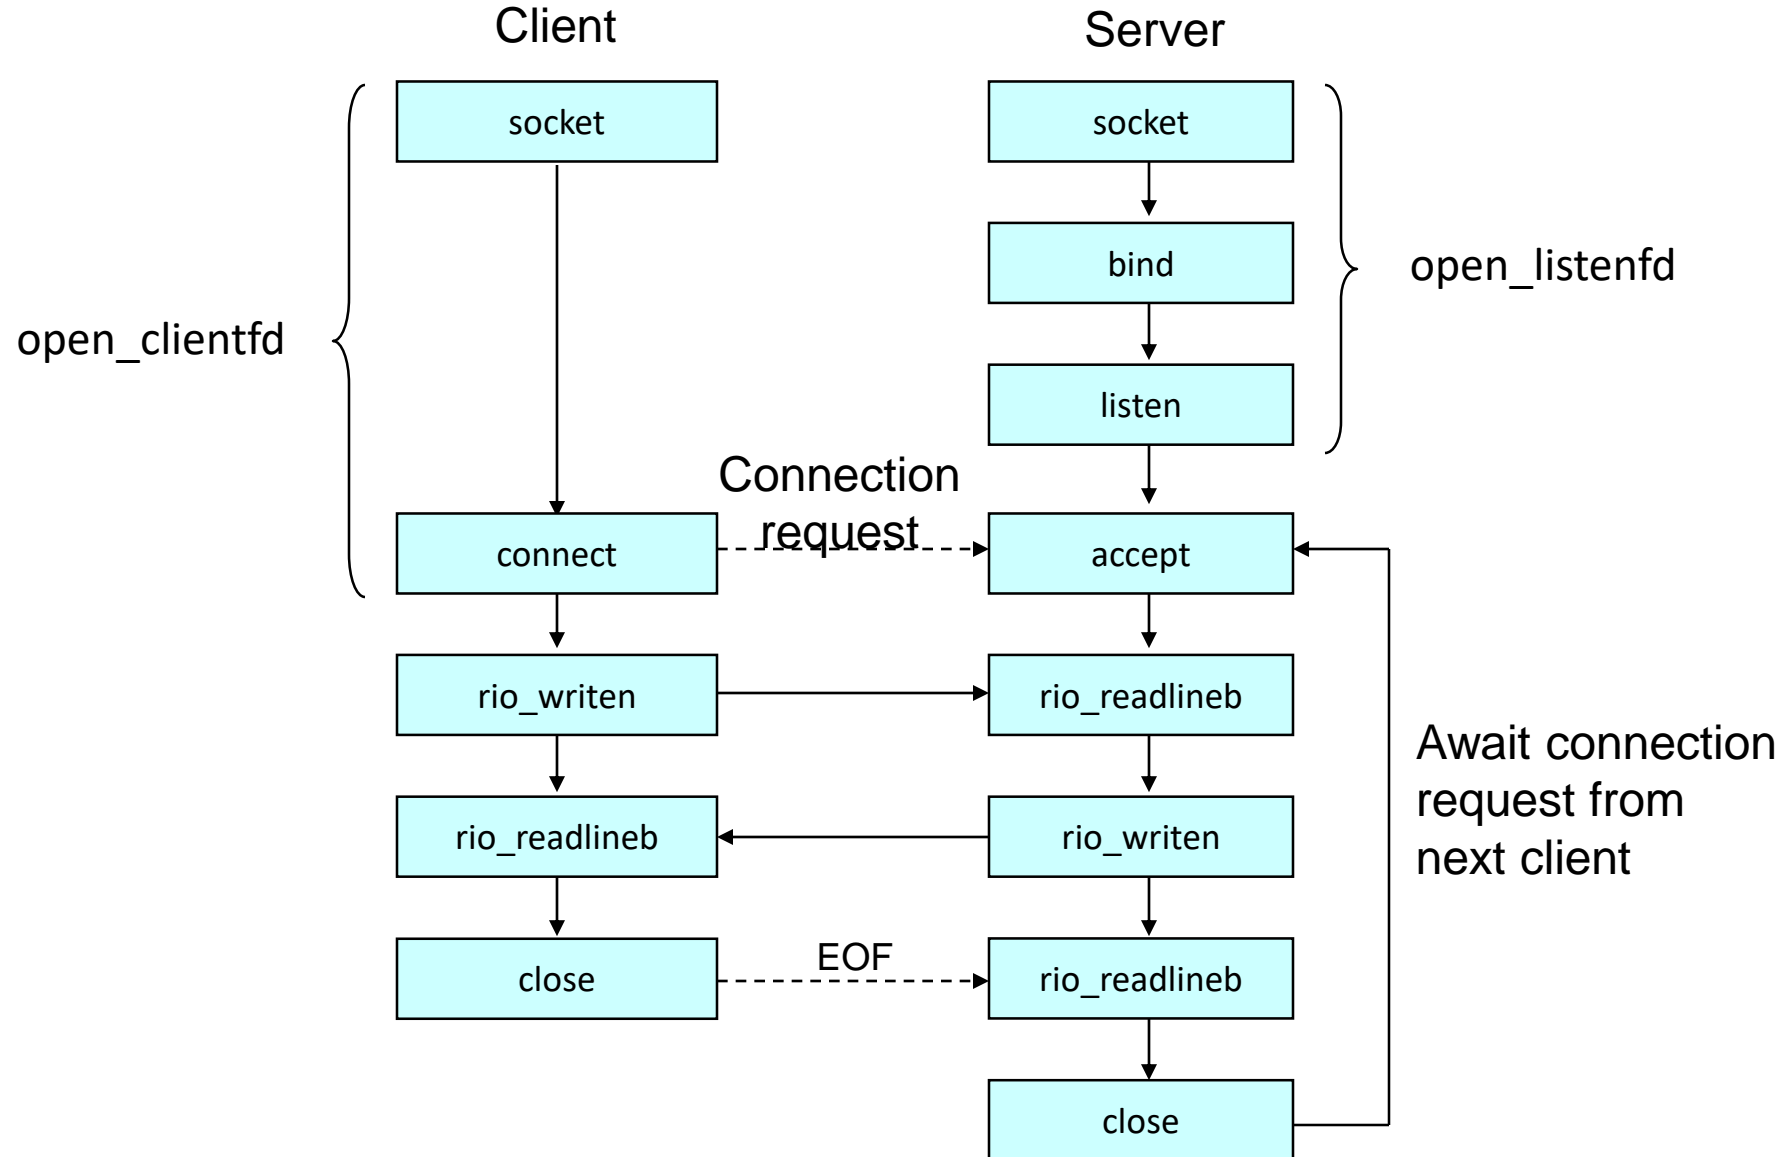 Client
Server
socket
socket
bind
open_listenfd
open_clientfd
listen
Connection
request
connect
accept
rio_writen
rio_readlineb
Await connection
request from
next client
rio_readlineb
rio_writen
close
EOF
rio_readlineb
close